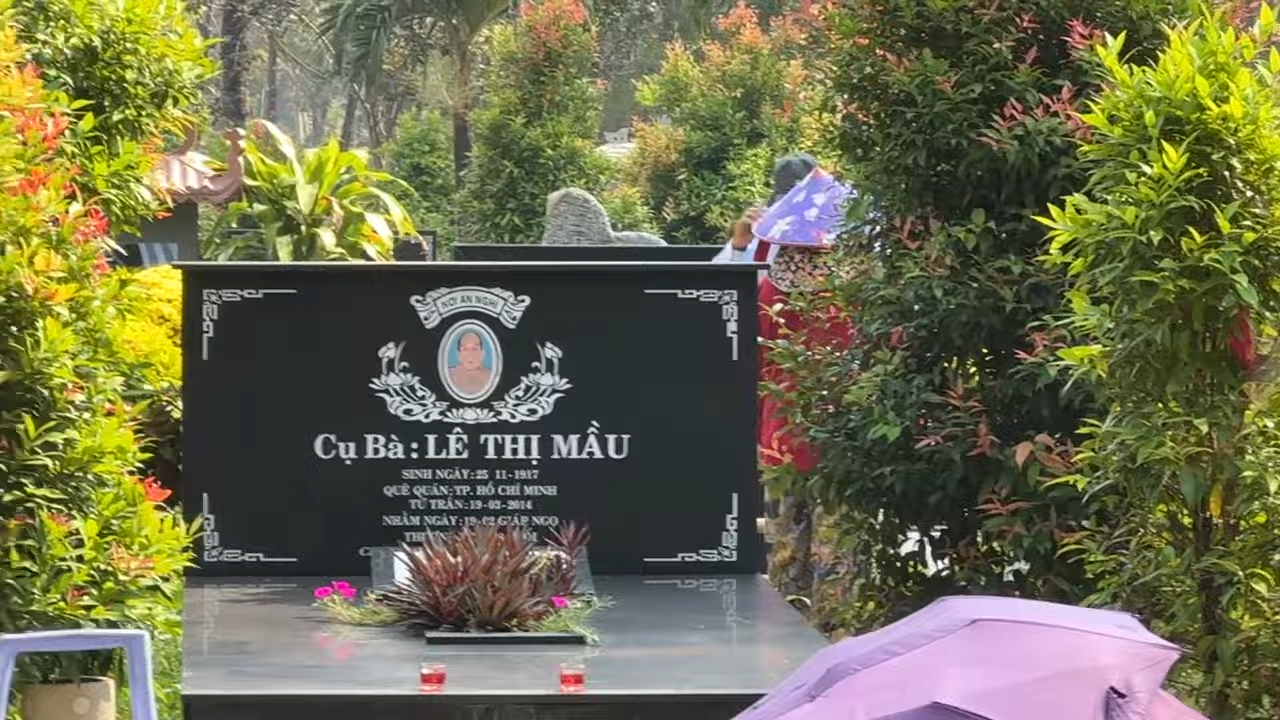 NƠI AN NGHỈ
Cụ Bà: LÊ THỊ MẦU
SINH NGÀY: 25 11-1917
QUÊ QUÁN: TP. HỒ CHÍ MINH
TỪ TRẦN: 19-03-2014
NHẰM NGÀY: 19-02 GIÁP NGỌ